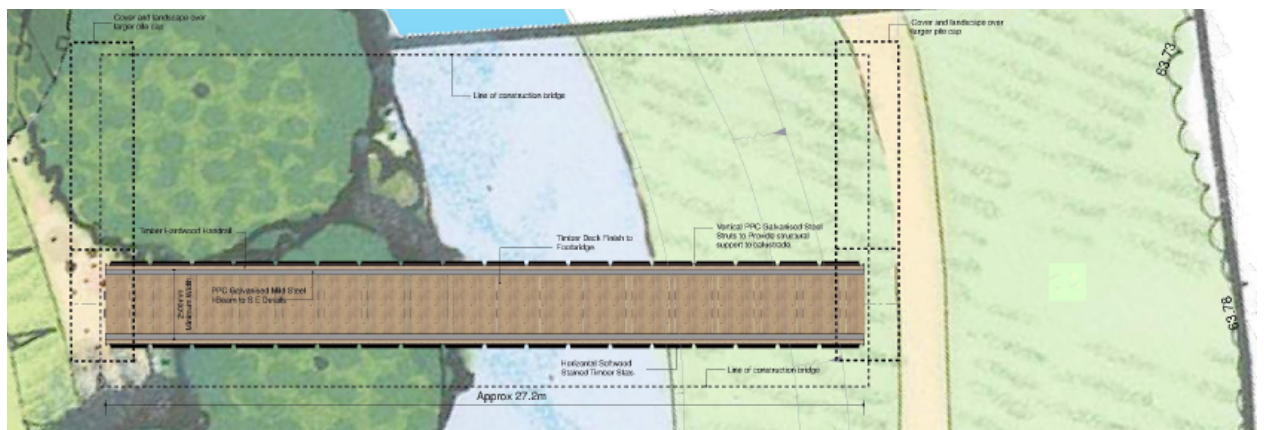 Cover and landscape over
larger pile cap
Cover and landscape over
larger pile cap
63.73
Line of construction bridge
Timber Hardwood Handrail
Timber Deck Finish to
Footbridge
Vertical PPC Galvanised Steel
Struts to Provide structural
support to balustrade
2500mm
Minimum Width
PPC Galvanised Mild Steel
I-Beam to S.E Details
63.78
Horizontal Softwood
Stained Timber Slats
Line of construction bridge
Approx 27.2m